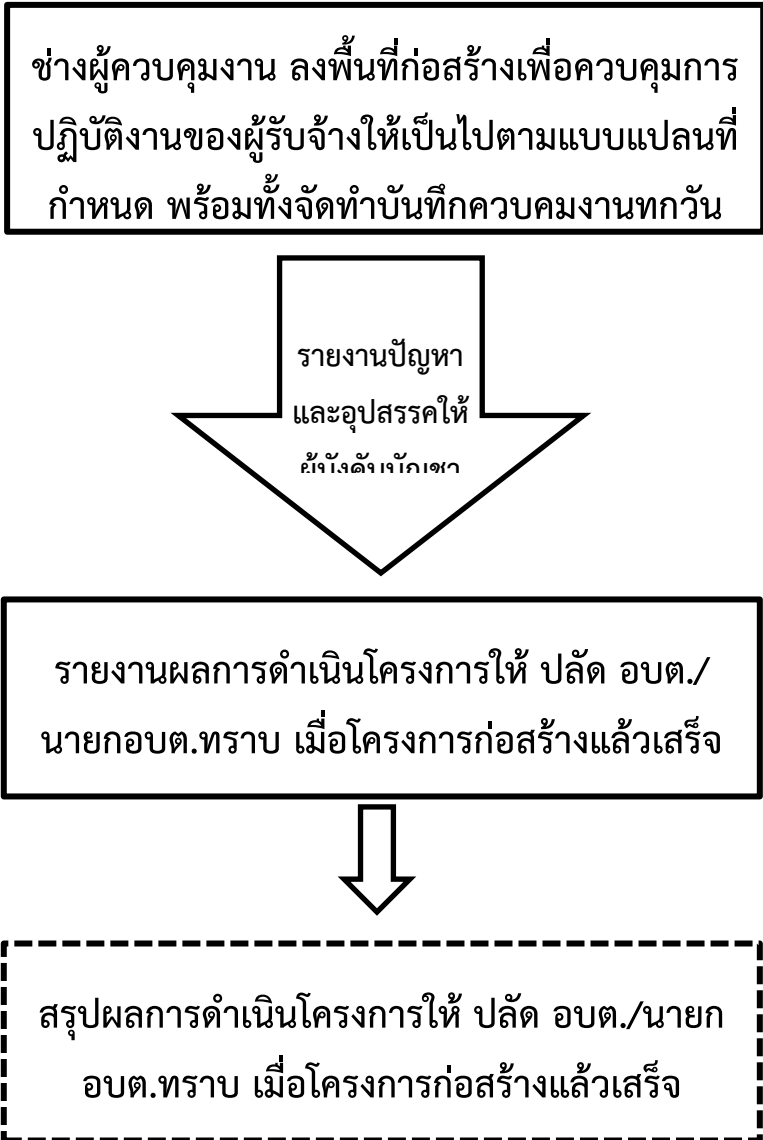 ช่างผู้ควบคุมงาน ลงพื้นที่ก่อสร้างเพื่อควบคุมการ
ปฏิบัติงานของผู้รับจ้างให้เป็นไปตามแบบแปลนที่
กำหนด พร้อมทั้งจัดทำบันทึกควบคุมงานทุกวัน
รายงานปัญหา
และอุปสรรคให้
ผู้บังคับบัญชา
รายงานผลการดำเนินโครงการให้ ปลัด อบต./
นายกอบต.ทราบ เมื่อโครงการก่อสร้างแล้วเสร็จ
สรุปผลการดำเนินโครงการให้ ปลัด อบต./นายก
อบต.ทราบ เมื่อโครงการก่อสร้างแล้วเสร็จ